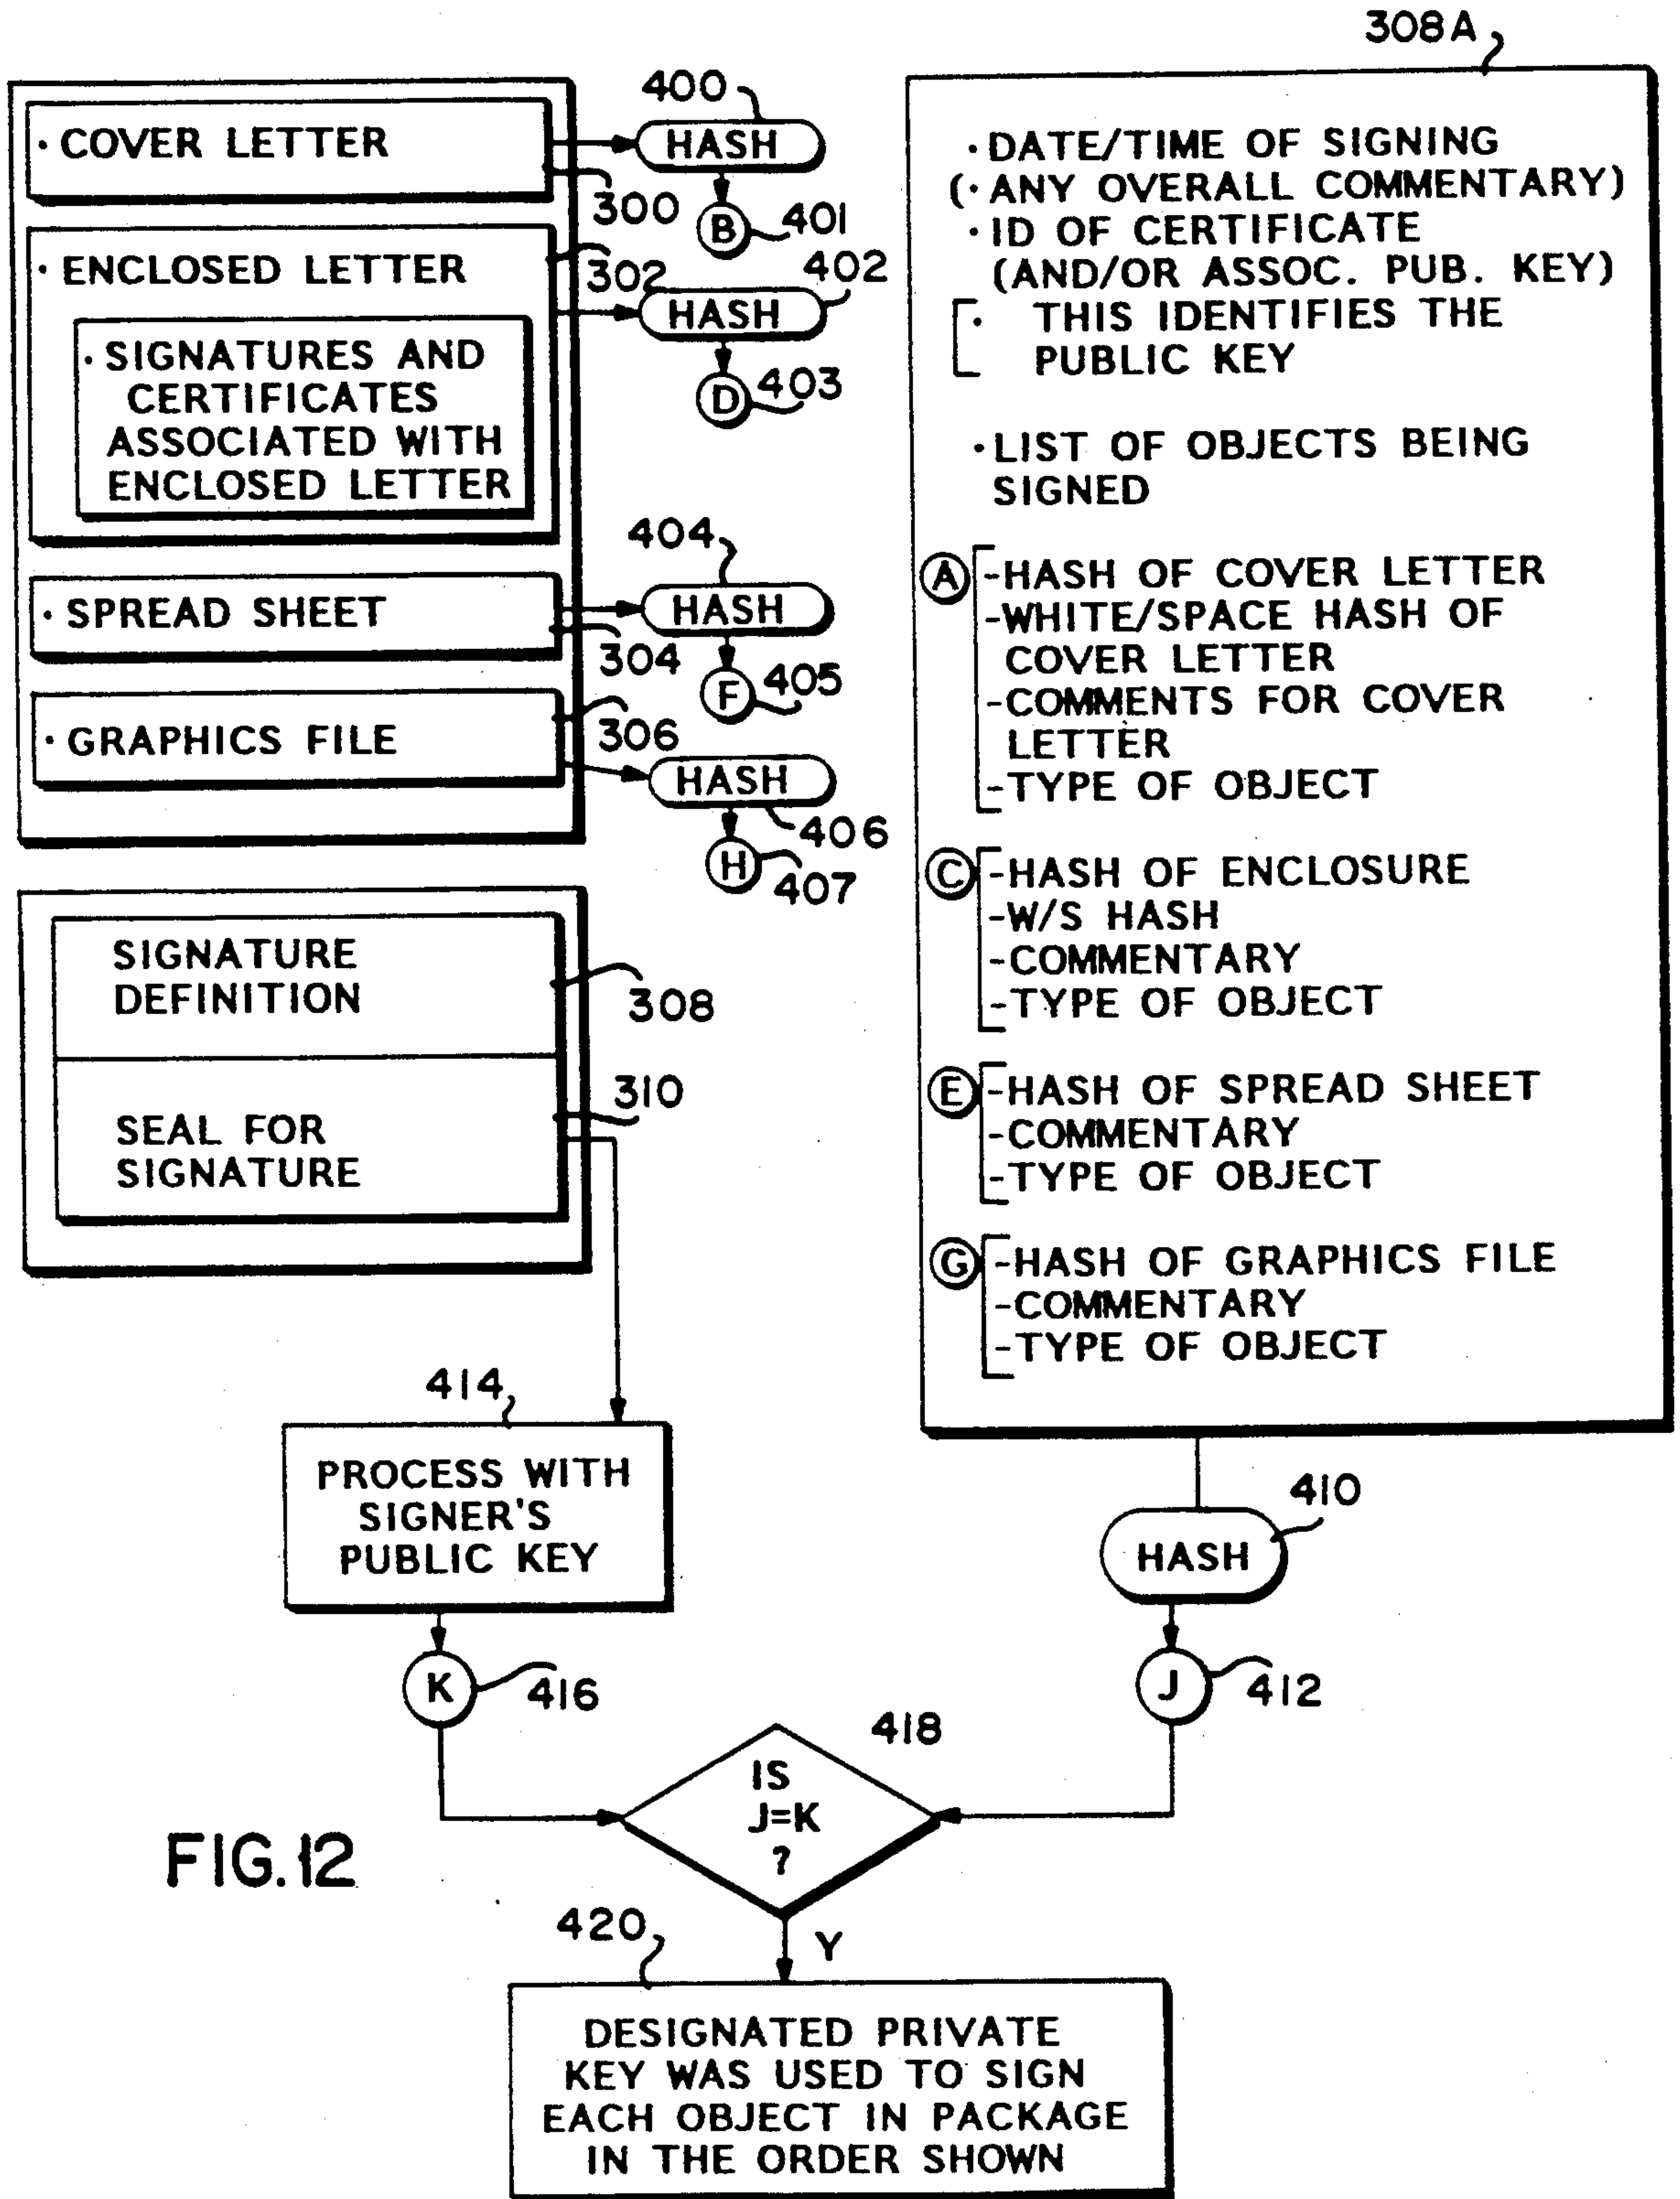 308A
400
· COVER LETTER
HASH
300
B
401
· ENCLOSED LETTER
302
402
HASH
· SIGNATURES AND
CERTIFICATES
ASSOCIATED WITH
ENCLOSED LETTER
D
403
404
· SPREAD SHEET
HASH
304
F
405
· GRAPHICS FILE
306
HASH
406
H
407
SIGNATURE
DEFINITION
308
SEAL FOR
SIGNATURE
310
· DATE/TIME OF SIGNING
(· ANY OVERALL COMMENTARY)
· ID OF CERTIFICATE
(AND/OR ASSOC. PUB. KEY)
· THIS IDENTIFIES THE
PUBLIC KEY
· LIST OF OBJECTS BEING
SIGNED
A -HASH OF COVER LETTER
-WHITE/SPACE HASH OF
COVER LETTER
-COMMENTS FOR COVER
LETTER
-TYPE OF OBJECT
C -HASH OF ENCLOSURE
-W/S HASH
-COMMENTARY
-TYPE OF OBJECT
E -HASH OF SPREAD SHEET
-COMMENTARY
-TYPE OF OBJECT
G -HASH OF GRAPHICS FILE
-COMMENTARY
-TYPE OF OBJECT
414
PROCESS WITH
SIGNER'S
PUBLIC KEY
410
HASH
K
416
J
412
418
IS
J=K
?
FIG.12
420
Y
DESIGNATED PRIVATE
KEY WAS USED TO SIGN
EACH OBJECT IN PACKAGE
IN THE ORDER SHOWN